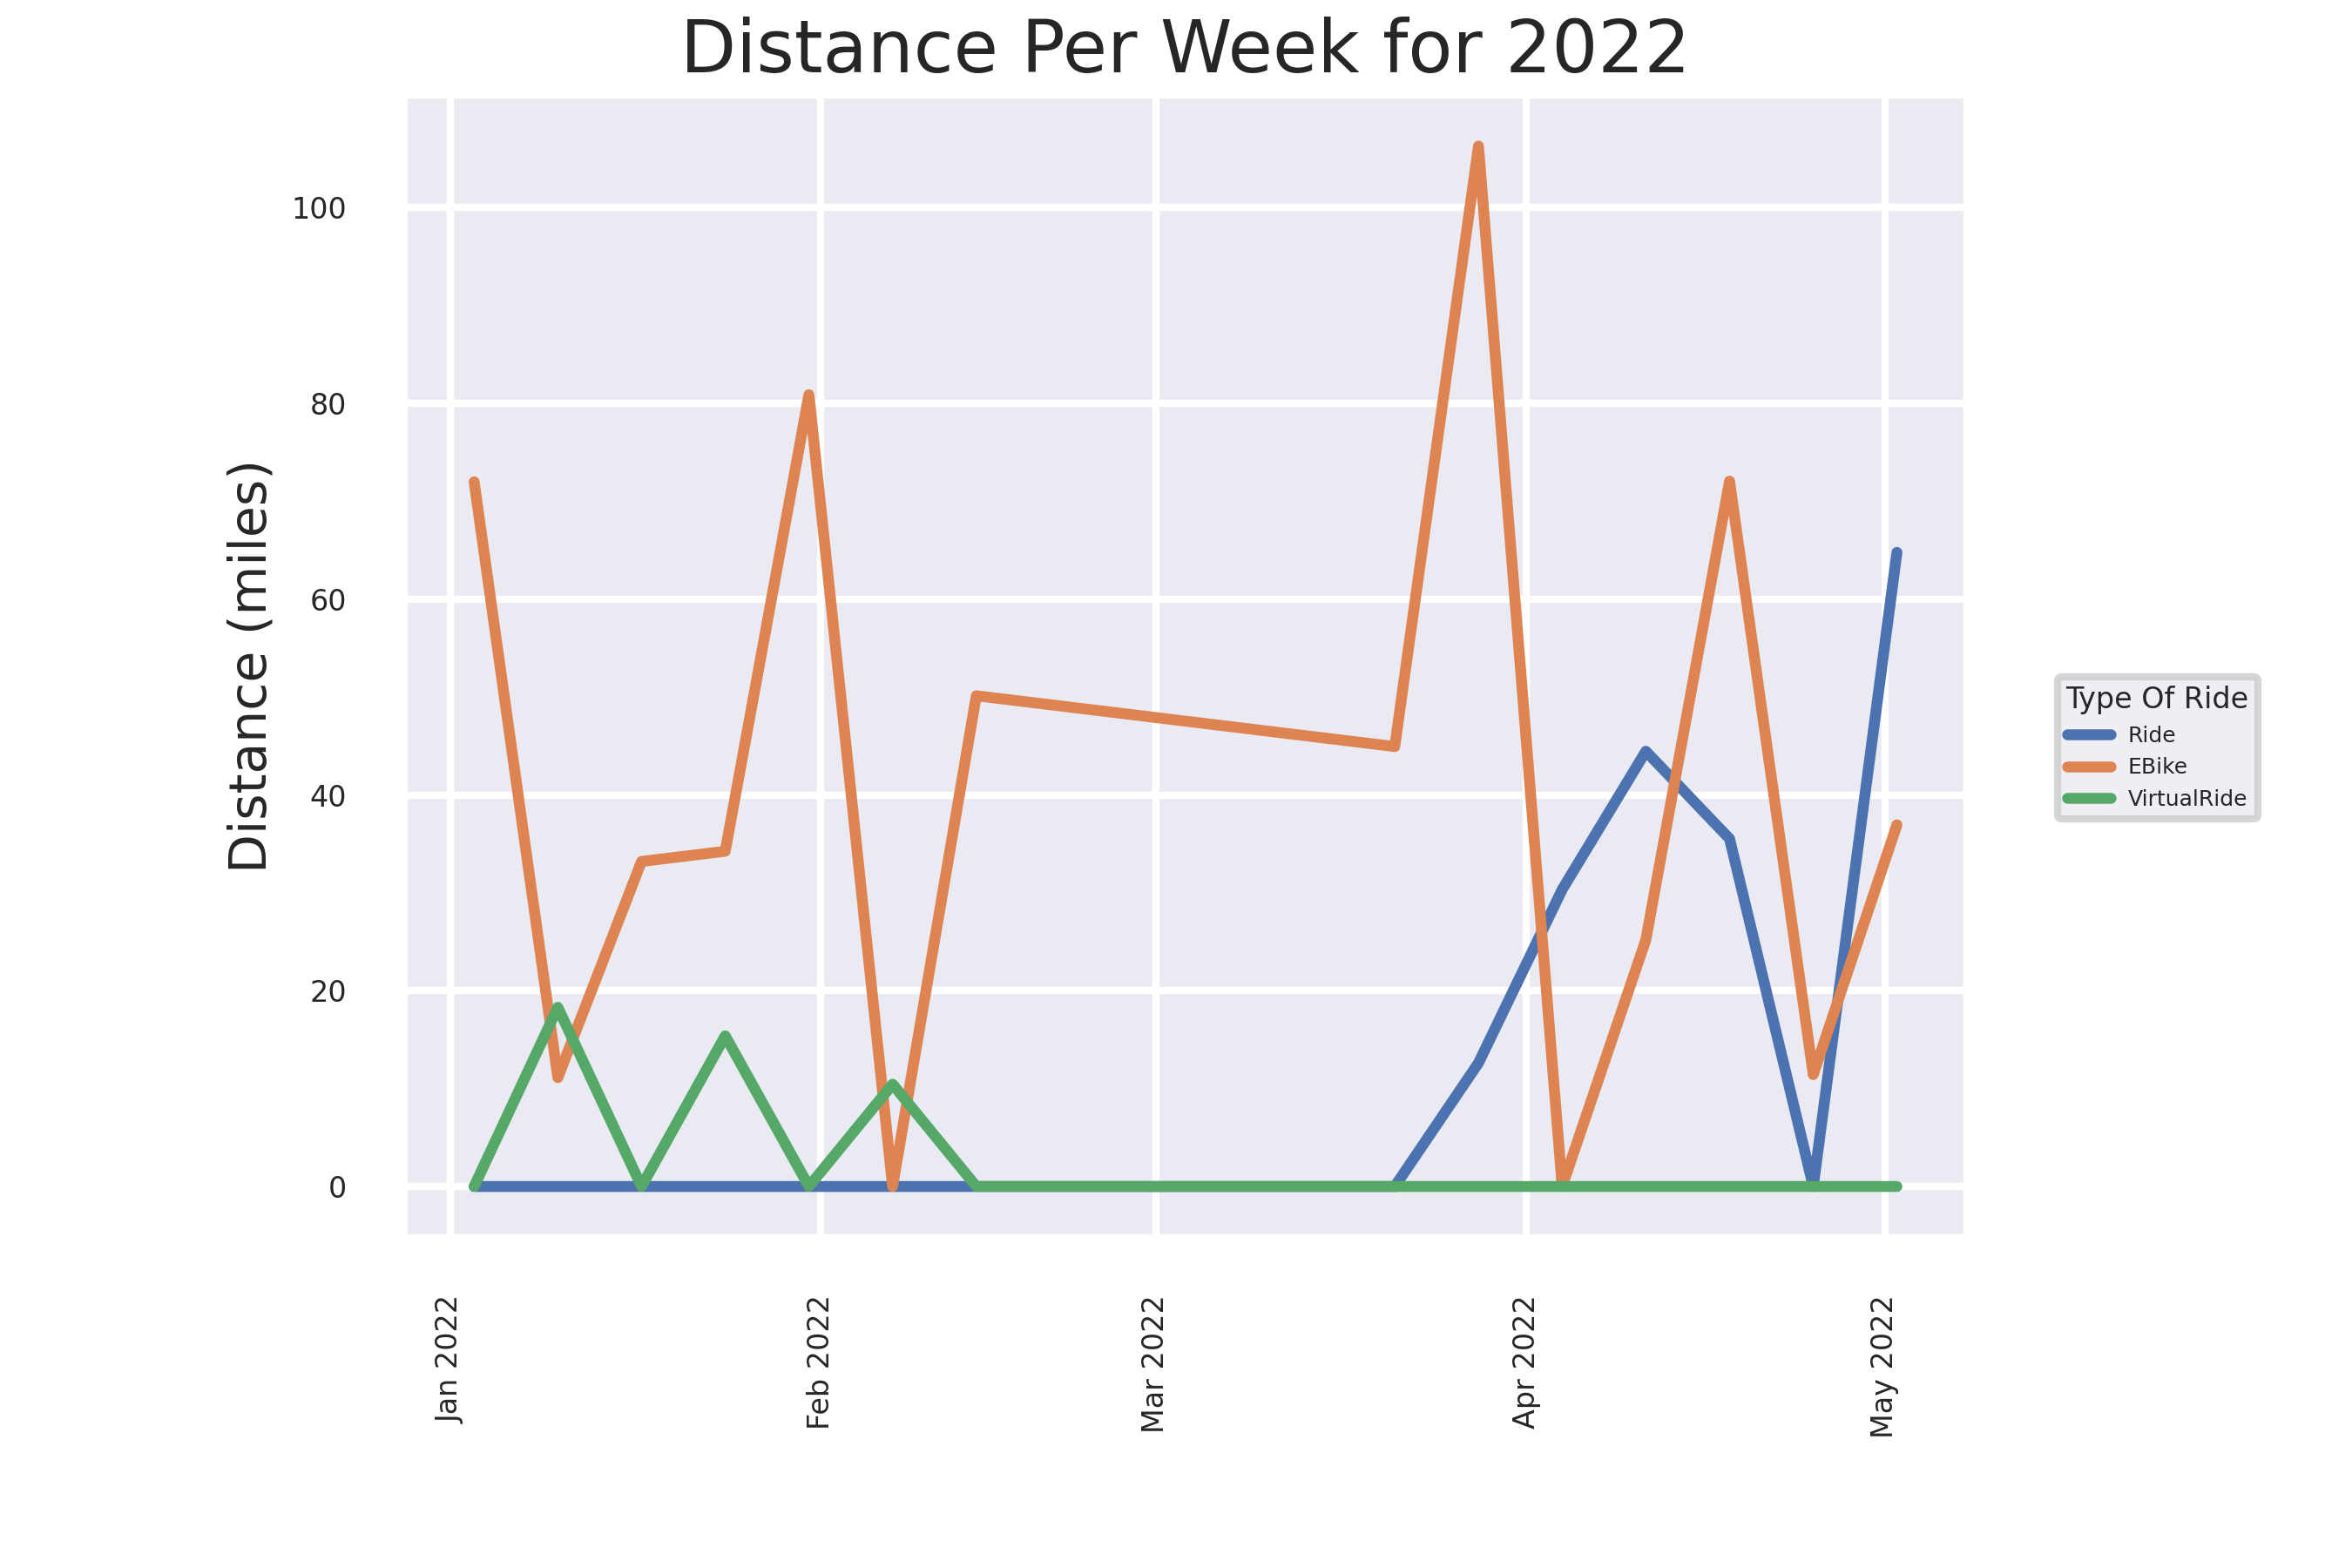 Distance Per Week for 2022
Distance (miles)
100
80
60
40
20
0
Jan 2022
Feb 2022
Mar 2022
Apr 2022
May 2022
Type Of Ride
Ride
EBike
VirtualRide